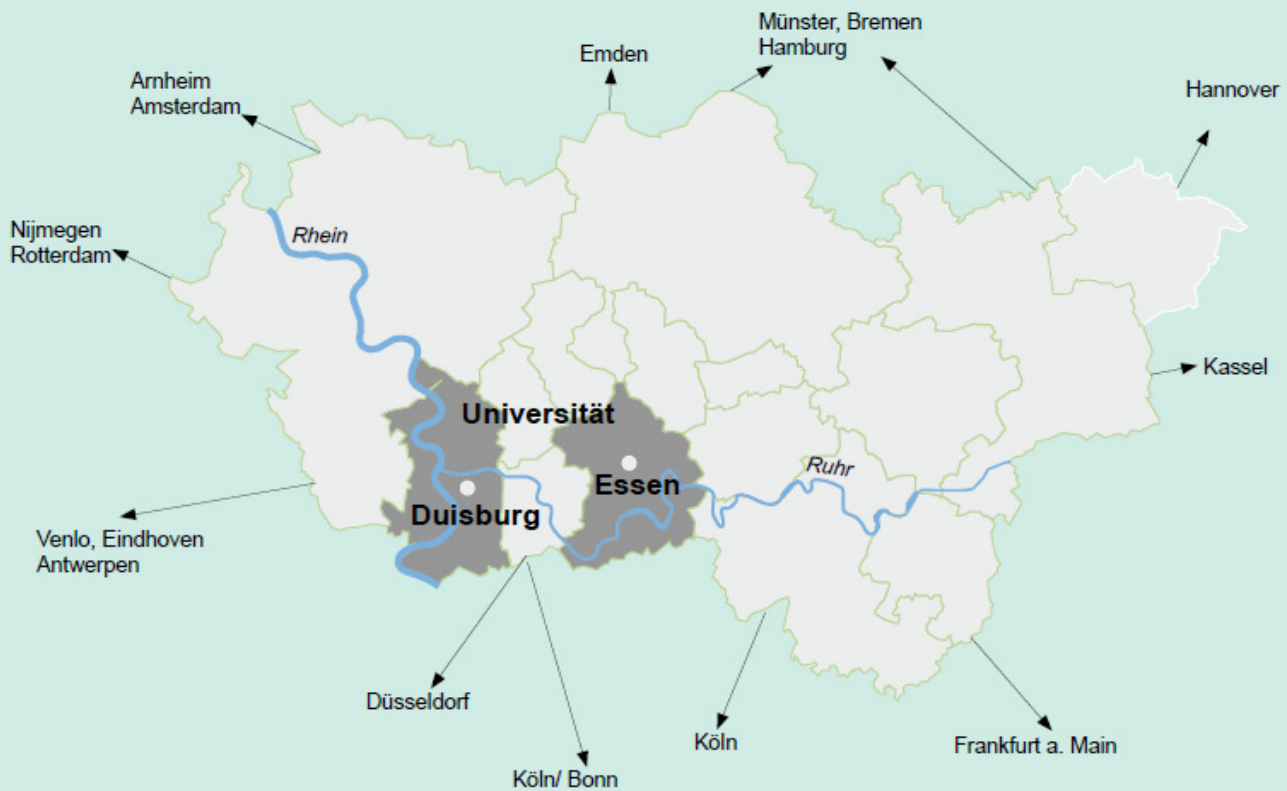 Münster, Bremen
Hamburg
Emden
Arnheim
Amsterdam
Hannover
Nijmegen
Rotterdam
Rhein
Kassel
Universität
Essen
Ruhr
Duisburg
Venlo, Eindhoven
Antwerpen
Düsseldorf
Köln
Frankfurt a. Main
Köln/ Bonn